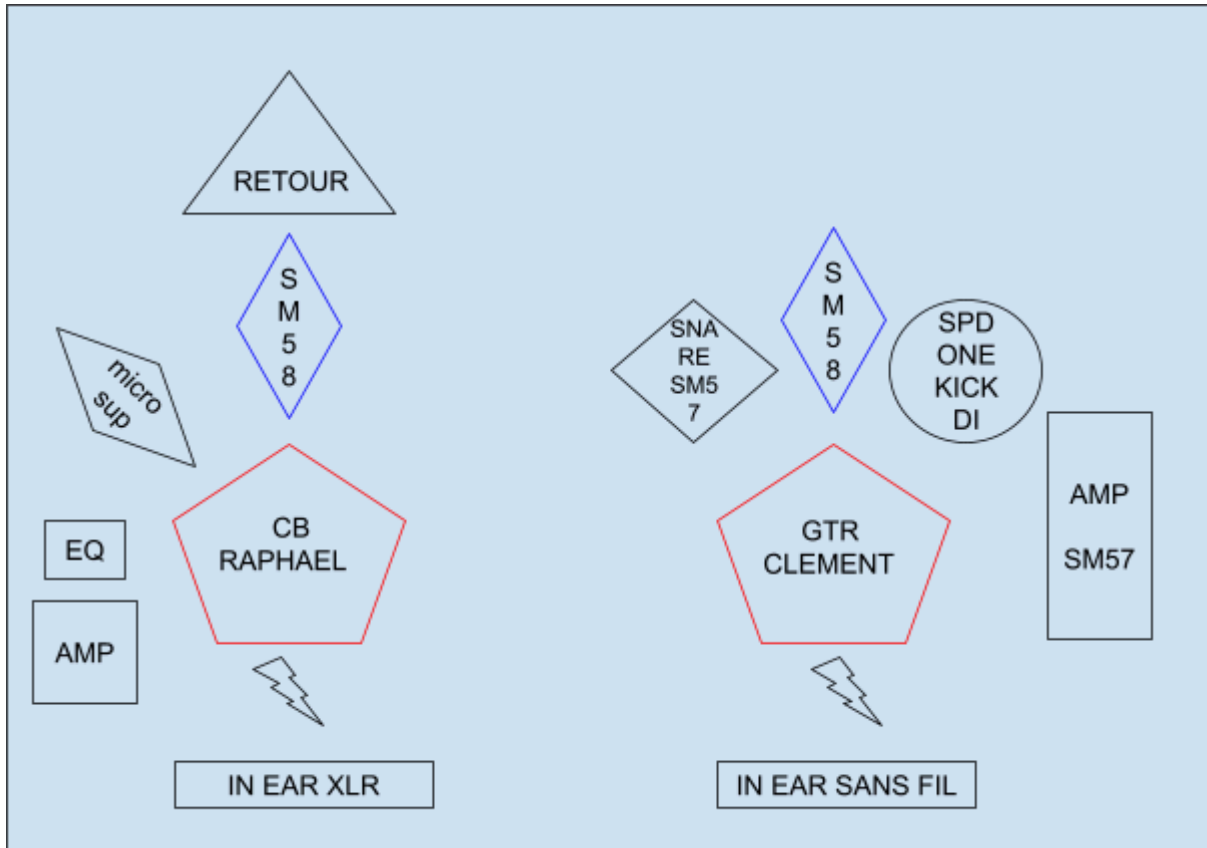 RETOUR
S
M
5
8
micro
sup
EQ
AMP
CB
RAPHAEL
IN EAR XLR
SNA
RE
SM5
7
S
M
5
8
SPD
ONE
KICK
DI
AMP
SM57
GTR
CLEMENT
IN EAR SANS FIL